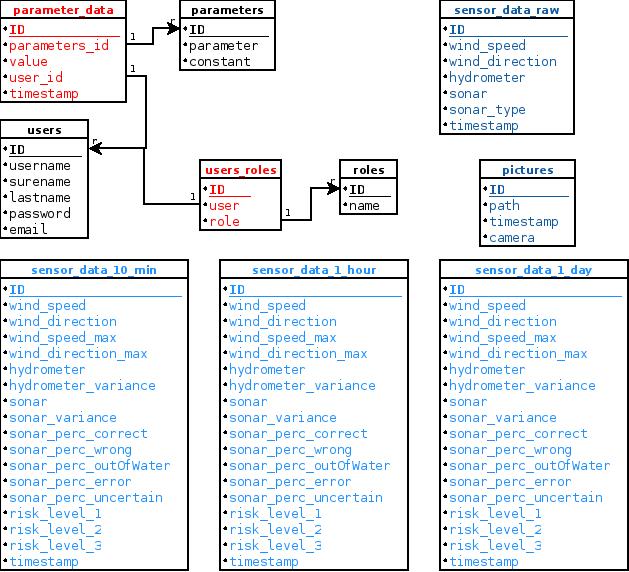 parameter_data
ID
parameters_id
value
user_id
timestamp
1
1
parameters
ID
parameter
constant
r
sensor_data_raw
ID
wind_speed
wind_direction
hydrometer
sonar
sonar_type
timestamp
users
ID
username
surename
lastname
password
email
r
users_roles
ID
user
role
1
1
roles
ID
name
r
pictures
ID
path
timestamp
camera
sensor_data_10_min
ID
wind_speed
wind_direction
wind_speed_max
wind_direction_max
hydrometer
hydrometer_variance
sonar
sonar_variance
sonar_perc_correct
sonar_perc_wrong
sonar_perc_outOfWater
sonar_perc_error
sonar_perc_uncertain
risk_level_1
risk_level_2
risk_level_3
timestamp
sensor_data_1_hour
ID
wind_speed
wind_direction
wind_speed_max
wind_direction_max
hydrometer
hydrometer_variance
sonar
sonar_variance
sonar_perc_correct
sonar_perc_wrong
sonar_perc_outOfWater
sonar_perc_error
sonar_perc_uncertain
risk_level_1
risk_level_2
risk_level_3
timestamp
sensor_data_1_day
ID
wind_speed
wind_direction
wind_speed_max
wind_direction_max
hydrometer
hydrometer_variance
sonar
sonar_variance
sonar_perc_correct
sonar_perc_wrong
sonar_perc_outOfWater
sonar_perc_error
sonar_perc_uncertain
risk_level_1
risk_level_2
risk_level_3
timestamp